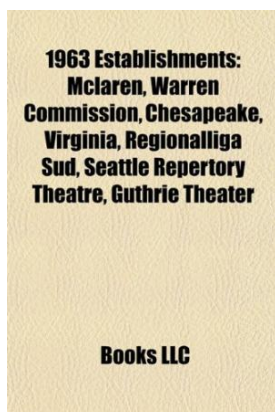 1963 Establishments:
Mclaren, Warren
Commission, Chesapeake,
Virginia, Regionalliga
Sud, Seattle Repertory
Theatre, Guthrie Theater
Books LLC